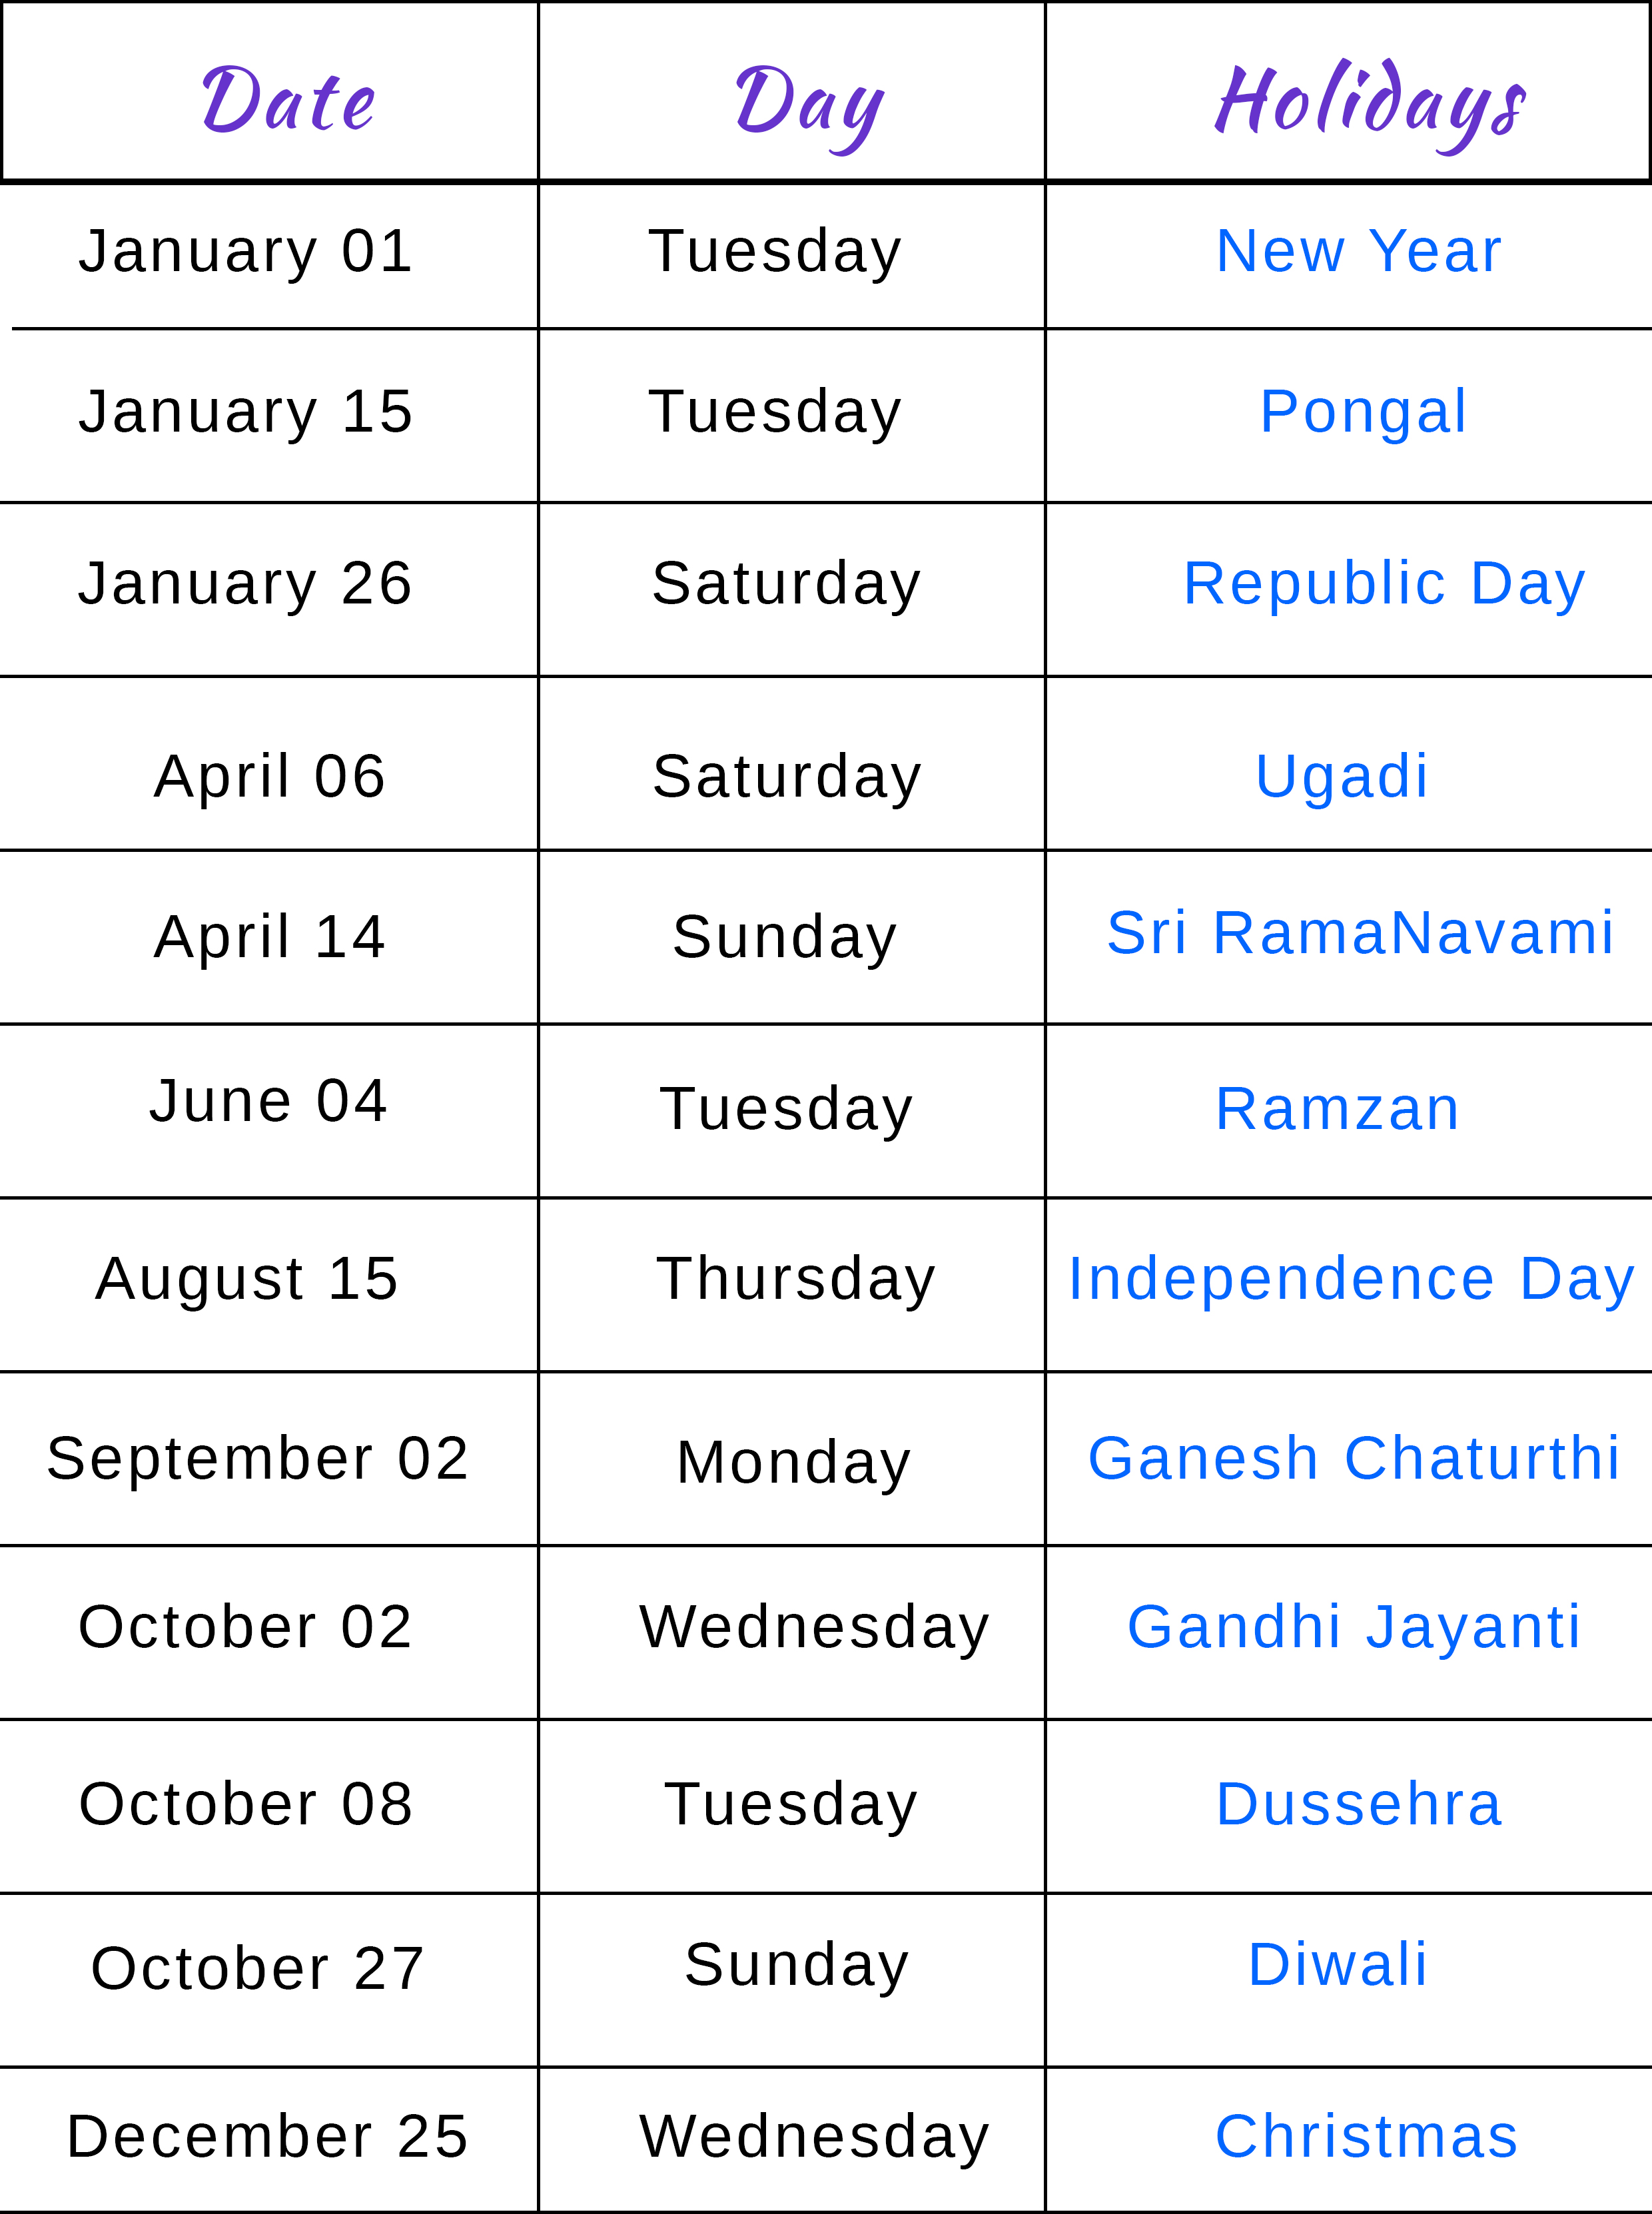 Date Day Holidays
January 01 Tuesday New Year
January 15 Tuesday Pongal
January 26 Saturday Republic Day
April 06 Saturday Ugadi
April 14 Sunday Sri RamaNavami
June 04 Tuesday Ramzan
August 15 Thursday Independence Day
September 02 Monday Ganesh Chaturthi
October 02 Wednesday Gandhi Jayanti
October 08 Tuesday Dussehra
October 27 Sunday Diwali
December 25 Wednesday Christmas